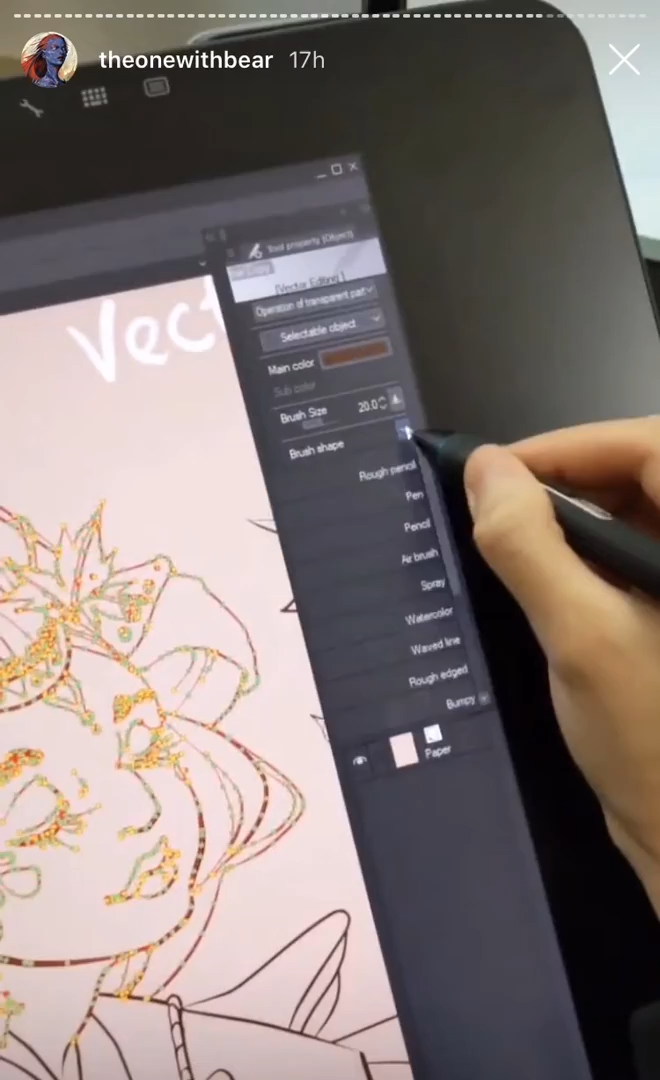 theonewithbear 17h
Tool property [Object]
Vect
[Vector Editing]
Operation of transparent part
Selectable object
Main color
Sub color
Brush Size 20.0
Brush shape
Rough pencil
Pen
Pencil
Air brush
Spray
Watercolor
Waved line
Rough edged
Bumpy
Paper